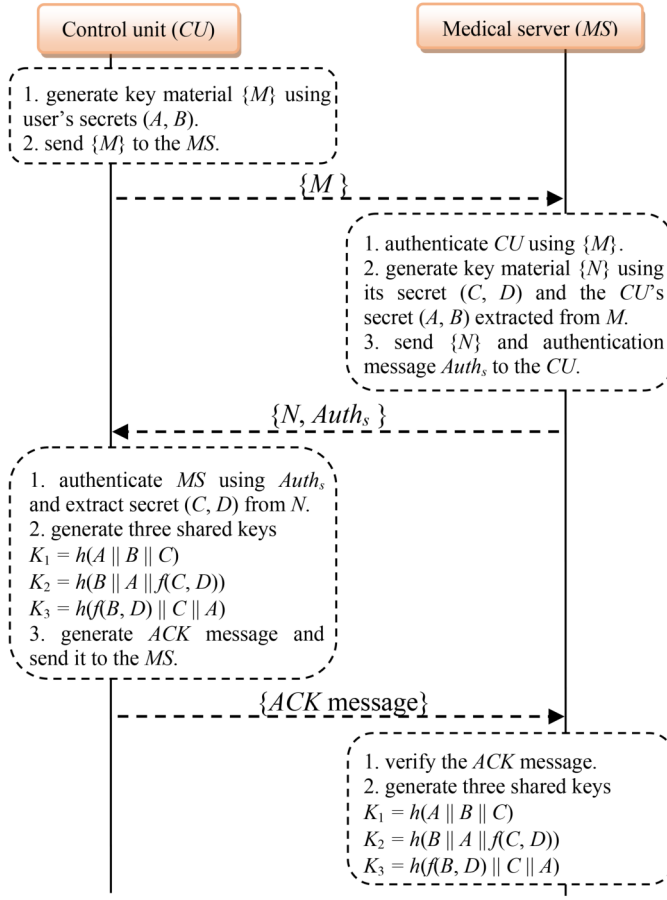 Control unit (CU)
Medical server (MS)
1. generate key material {M} using
user's secrets (A, B).
2. send {M} to the MS.
{M }
1. authenticate CU using {M}.
2. generate key material {N} using
its secret (C, D) and the CU's
secret (A, B) extracted from M.
3. send {N} and authentication
message Authₛ to the CU.
{N, Authₛ }
1. authenticate MS using Authₛ
and extract secret (C, D) from N.
2. generate three shared keys
K₁ = h(A || B || C)
K₂ = h(B || A || f(C, D))
K₃ = h(f(B, D) || C || A)
3. generate ACK message and
send it to the MS.
{ACK message}
1. verify the ACK message.
2. generate three shared keys
K₁ = h(A || B || C)
K₂ = h(B || A || f(C, D))
K₃ = h(f(B, D) || C || A)